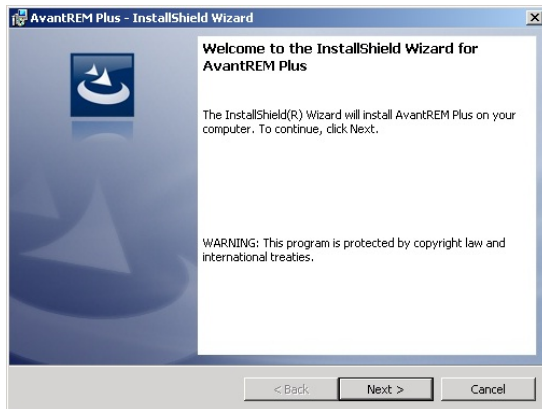 AvantREM Plus - InstallShield Wizard
Welcome to the InstallShield Wizard for
AvantREM Plus
The InstallShield(R) Wizard will install AvantREM Plus on your
computer. To continue, click Next.
WARNING: This program is protected by copyright law and
international treaties.
< Back Next > Cancel